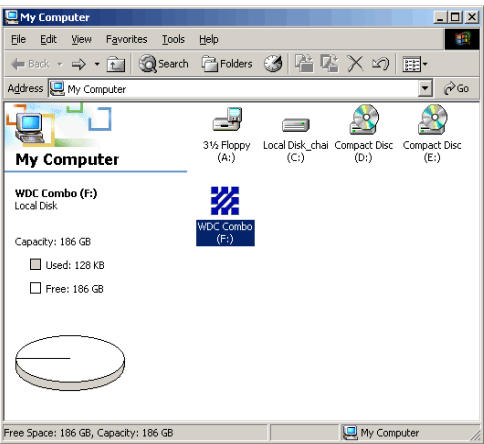 My Computer
File Edit View Favorites Tools Help
Back Search Folders
Address My Computer Go
My Computer
WDC Combo (F:)
Local Disk
Capacity: 186 GB
Used: 128 KB
Free: 186 GB
3½ Floppy
(A:)
Local Disk_chai
(C:)
Compact Disc
(D:)
Compact Disc
(E:)
WDC Combo
(F:)
Free Space: 186 GB, Capacity: 186 GB
My Computer